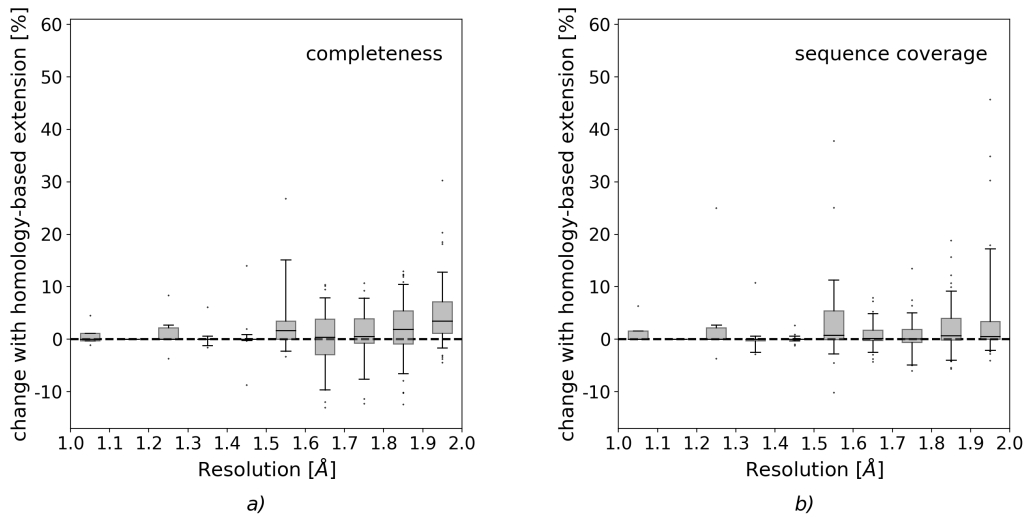 change with homology-based extension [%]
60
50
40
30
20
10
0
-10
completeness
1.0 1.1 1.2 1.3 1.4 1.5 1.6 1.7 1.8 1.9 2.0
Resolution [Å]
a)
change with homology-based extension [%]
60
50
40
30
20
10
0
-10
sequence coverage
1.0 1.1 1.2 1.3 1.4 1.5 1.6 1.7 1.8 1.9 2.0
Resolution [Å]
b)